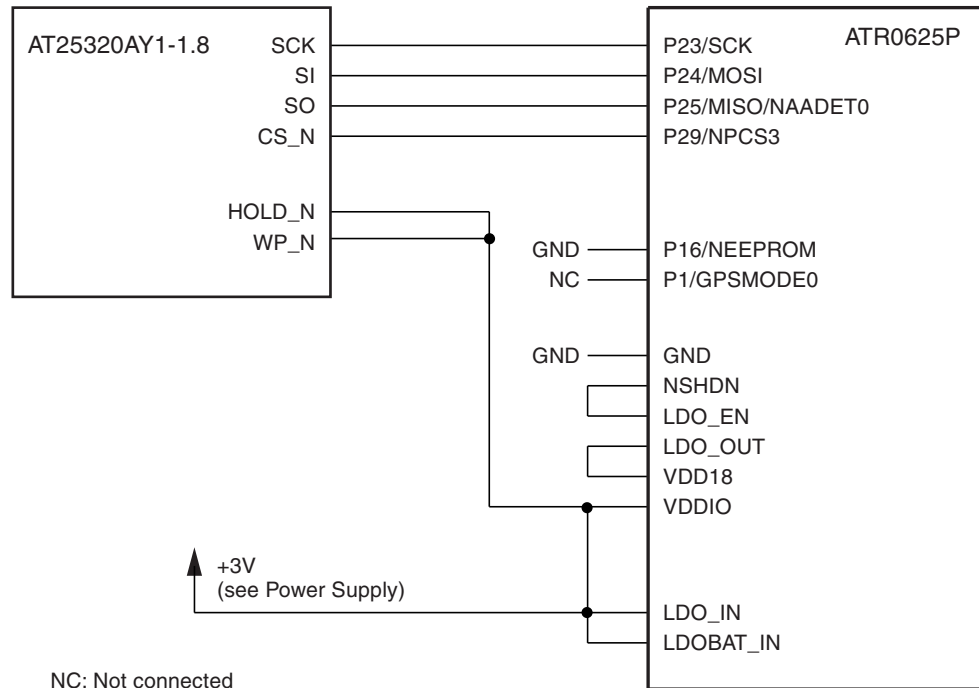 AT25320AY1-1.8
SCK
SI
SO
CS_N
HOLD_N
WP_N
ATR0625P
P23/SCK
P24/MOSI
P25/MISO/NAADET0
P29/NPCS3
GND
P16/NEEPROM
NC
P1/GPSMODE0
GND
GND
NSHDN
LDO_EN
LDO_OUT
VDD18
VDDIO
+3V
(see Power Supply)
LDO_IN
LDOBAT_IN
NC: Not connected